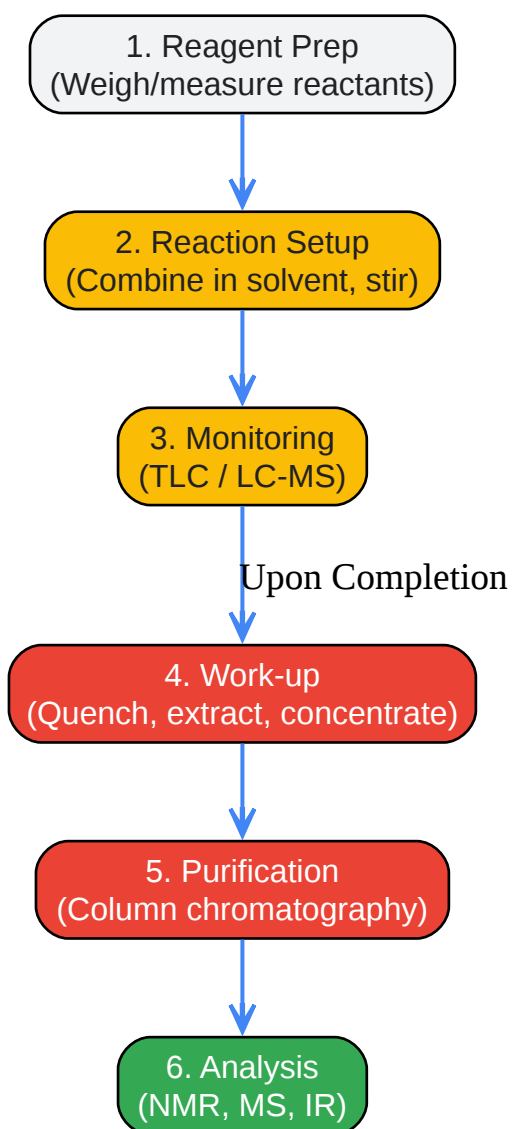 1. Reagent Prep
(Weigh/measure reactants)
2. Reaction Setup
(Combine in solvent, stir)
3. Monitoring
(TLC / LC-MS)
Upon Completion
4. Work-up
(Quench, extract, concentrate)
5. Purification
(Column chromatography)
6. Analysis
(NMR, MS, IR)